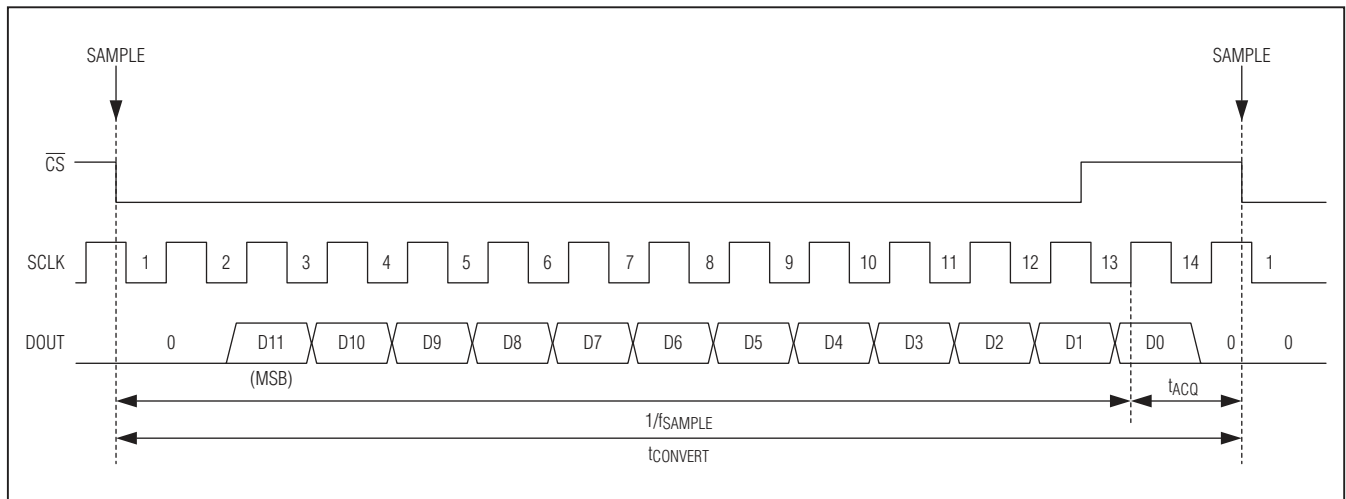 SAMPLE SAMPLE
CS
SCLK 1 2 3 4 5 6 7 8 9 10 11 12 13 14 1
DOUT 0 D11 D10 D9 D8 D7 D6 D5 D4 D3 D2 D1 D0 0 0
(MSB)
tACQ
1/fSAMPLE
tCONVERT